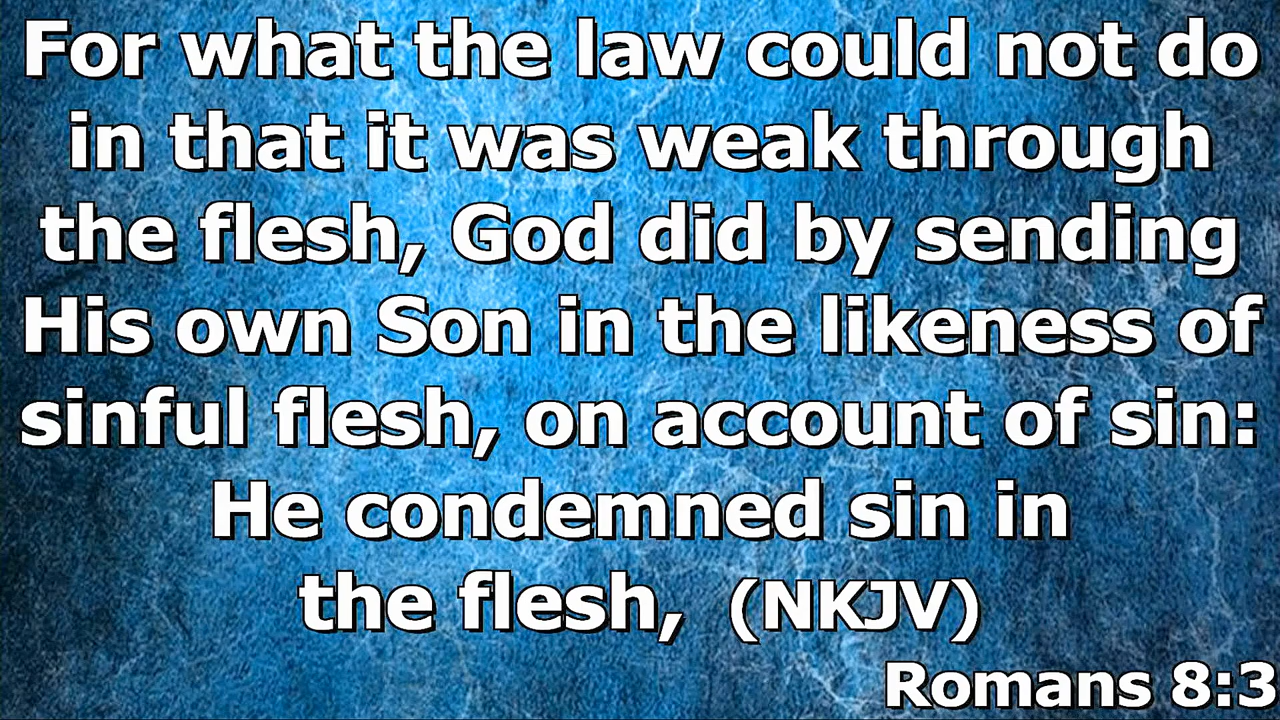 For what the law could not do
in that it was weak through
the flesh, God did by sending
His own Son in the likeness of
sinful flesh, on account of sin:
He condemned sin in
the flesh, (NKJV)
Romans 8:3